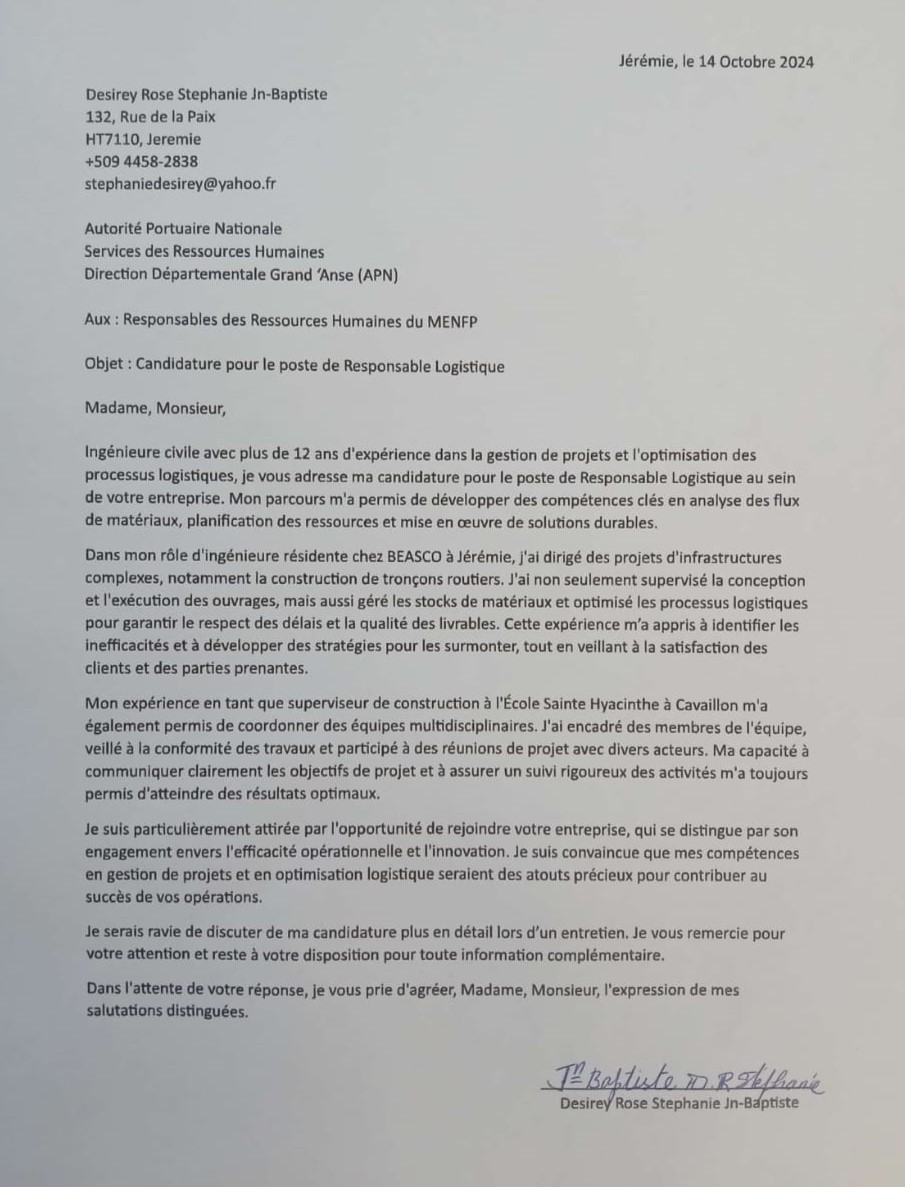 Jérémie, le 14 Octobre 2024
Desirey Rose Stephanie Jn-Baptiste
132, Rue de la Paix
HT7110, Jeremie
+509 4458-2838
stephaniedesirey@yahoo.fr
Autorité Portuaire Nationale
Services des Ressources Humaines
Direction Départementale Grand ‘Anse (APN)
Aux : Responsables des Ressources Humaines du MENFP
Objet : Candidature pour le poste de Responsable Logistique
Madame, Monsieur,
Ingénieure civile avec plus de 12 ans d'expérience dans la gestion de projets et l'optimisation des
processus logistiques, je vous adresse ma candidature pour le poste de Responsable Logistique au sein
de votre entreprise. Mon parcours m'a permis de développer des compétences clés en analyse des flux
de matériaux, planification des ressources et mise en œuvre de solutions durables.
Dans mon rôle d'ingénieure résidente chez BEASCO à Jérémie, j'ai dirigé des projets d'infrastructures
complexes, notamment la construction de tronçons routiers. J'ai non seulement supervisé la conception
et l'exécution des ouvrages, mais aussi géré les stocks de matériaux et optimisé les processus logistiques
pour garantir le respect des délais et la qualité des livrables. Cette expérience m’a appris à identifier les
inefficacités et à développer des stratégies pour les surmonter, tout en veillant à la satisfaction des
clients et des parties prenantes.
Mon expérience en tant que superviseur de construction à l'École Sainte Hyacinthe à Cavaillon m'a
également permis de coordonner des équipes multidisciplinaires. J'ai encadré des membres de l'équipe,
veillé à la conformité des travaux et participé à des réunions de projet avec divers acteurs. Ma capacité à
communiquer clairement les objectifs de projet et à assurer un suivi rigoureux des activités m'a toujours
permis d'atteindre des résultats optimaux.
Je suis particulièrement attirée par l'opportunité de rejoindre votre entreprise, qui se distingue par son
engagement envers l'efficacité opérationnelle et l'innovation. Je suis convaincue que mes compétences
en gestion de projets et en optimisation logistique seraient des atouts précieux pour contribuer au
succès de vos opérations.
Je serais ravie de discuter de ma candidature plus en détail lors d’un entretien. Je vous remercie pour
votre attention et reste à votre disposition pour toute information complémentaire.
Dans l'attente de votre réponse, je vous prie d'agréer, Madame, Monsieur, l'expression de mes
salutations distinguées.
Jn Baptiste D. R Stéphanie
Desirey Rose Stephanie Jn-Baptiste